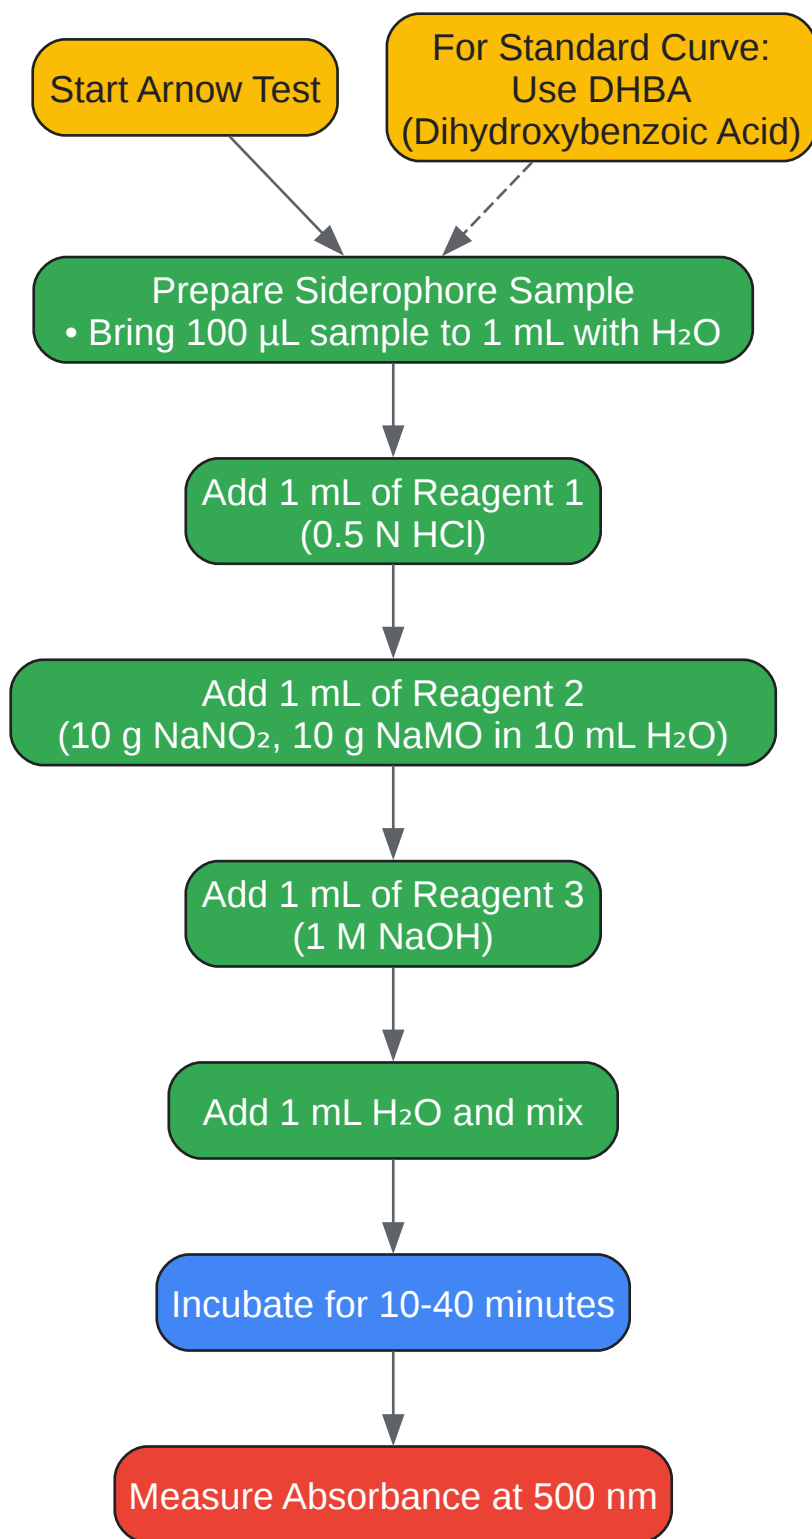 Start Arnow Test
For Standard Curve:
Use DHBA
(Dihydroxybenzoic Acid)
Prepare Siderophore Sample
• Bring 100 µL sample to 1 mL with H₂O
Add 1 mL of Reagent 1
(0.5 N HCl)
Add 1 mL of Reagent 2
(10 g NaNO₂, 10 g NaMO in 10 mL H₂O)
Add 1 mL of Reagent 3
(1 M NaOH)
Add 1 mL H₂O and mix
Incubate for 10-40 minutes
Measure Absorbance at 500 nm